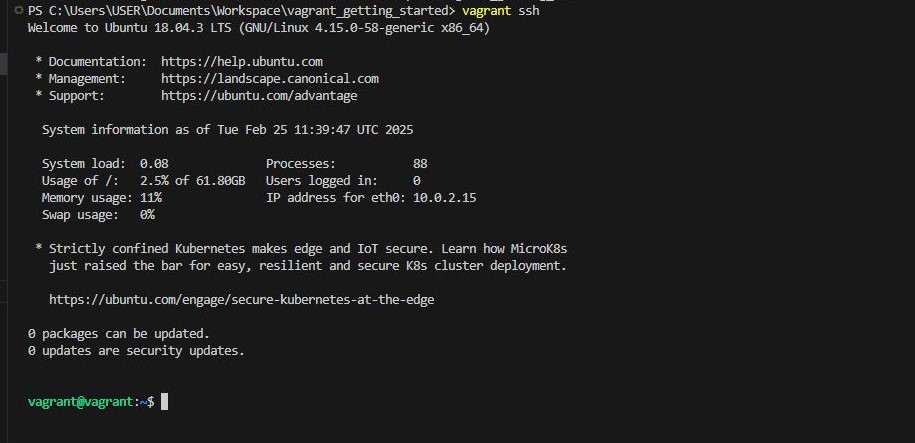 PS C:\Users\USER\Documents\Workspace\vagrant_getting_started> vagrant ssh
Welcome to Ubuntu 18.04.3 LTS (GNU/Linux 4.15.0-58-generic x86_64)
* Documentation:  https://help.ubuntu.com
* Management:     https://landscape.canonical.com
* Support:        https://ubuntu.com/advantage
System information as of Tue Feb 25 11:39:47 UTC 2025
System load:  0.08              Processes:           88
Usage of /:   2.5% of 61.80GB   Users logged in:     0
Memory usage: 11%               IP address for eth0: 10.0.2.15
Swap usage:   0%
* Strictly confined Kubernetes makes edge and IoT secure. Learn how MicroK8s
just raised the bar for easy, resilient and secure K8s cluster deployment.
https://ubuntu.com/engage/secure-kubernetes-at-the-edge
0 packages can be updated.
0 updates are security updates.
vagrant@vagrant:~$